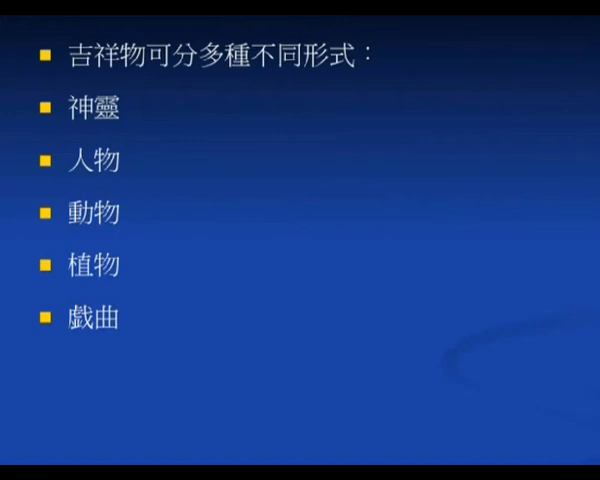 吉祥物可分多種不同形式：
神靈
人物
動物
植物
戲曲